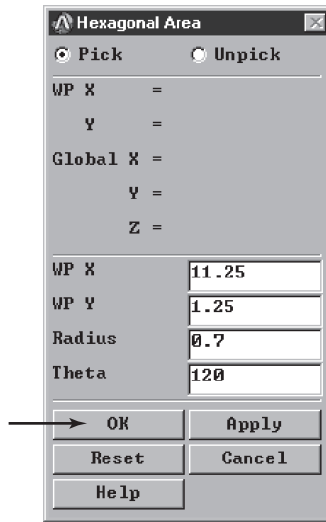 Hexagonal Area
Pick Unpick
WP X =
Y =
Global X =
Y =
Z =
WP X 11.25
WP Y 1.25
Radius 0.7
Theta 120
OK Apply
Reset Cancel
Help